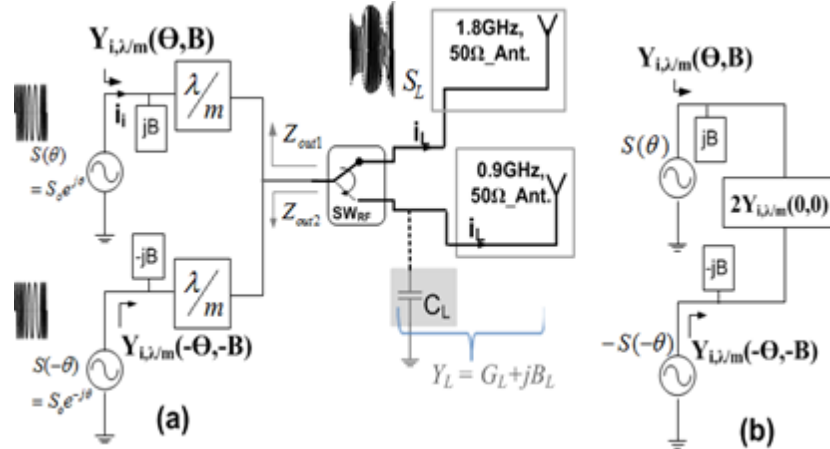 Y_{i,λ/m}(Ɵ,B)
i_i
jB
λ/m
S(θ)
= S_o e^{jθ}
-jB
λ/m
Y_{i,λ/m}(-Ɵ,-B)
S(-θ)
= S_o e^{-jθ}
(a)
Z_{out1}
Z_{out2}
SW_{RF}
S_L
1.8GHz,
50Ω_Ant.
i_L
0.9GHz,
50Ω_Ant.
i_L
C_L
Y_L = G_L+jB_L
Y_{i,λ/m}(Ɵ,B)
jB
S(θ)
2Y_{i,λ/m}(0,0)
-jB
Y_{i,λ/m}(-Ɵ,-B)
-S(-θ)
(b)